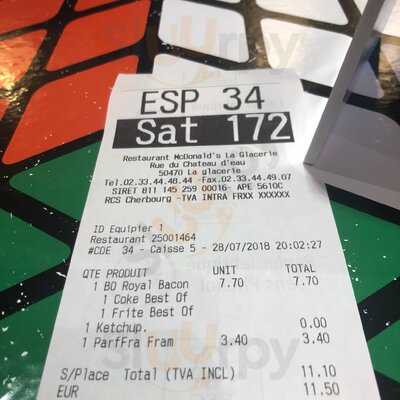 ESP 34
Sat 172
Restaurant McDonald's La Glacerie
Rue du Chateau d'eau
50470 La glacerie
Tel.02.33.44.48.44 -Fax.02.33.44.49.07
SIRET 811 145 259 00016- APE 5610C
RCS Cherbourg -TVA INTRA FRXX XXXXXX
ID Equipier 1
Restaurant 25001464
#CDE 34 - Caisse 5 - 28/07/2018 20:02:27
QTE PRODUIT UNIT TOTAL
1 BO Royal Bacon 7.70 7.70
1 Coke Best Of
1 Frite Best Of
1 Ketchup. 0.00
1 ParfFra Fram 3.40 3.40
S/Place Total (TVA INCL) 11.10
EUR 11.50